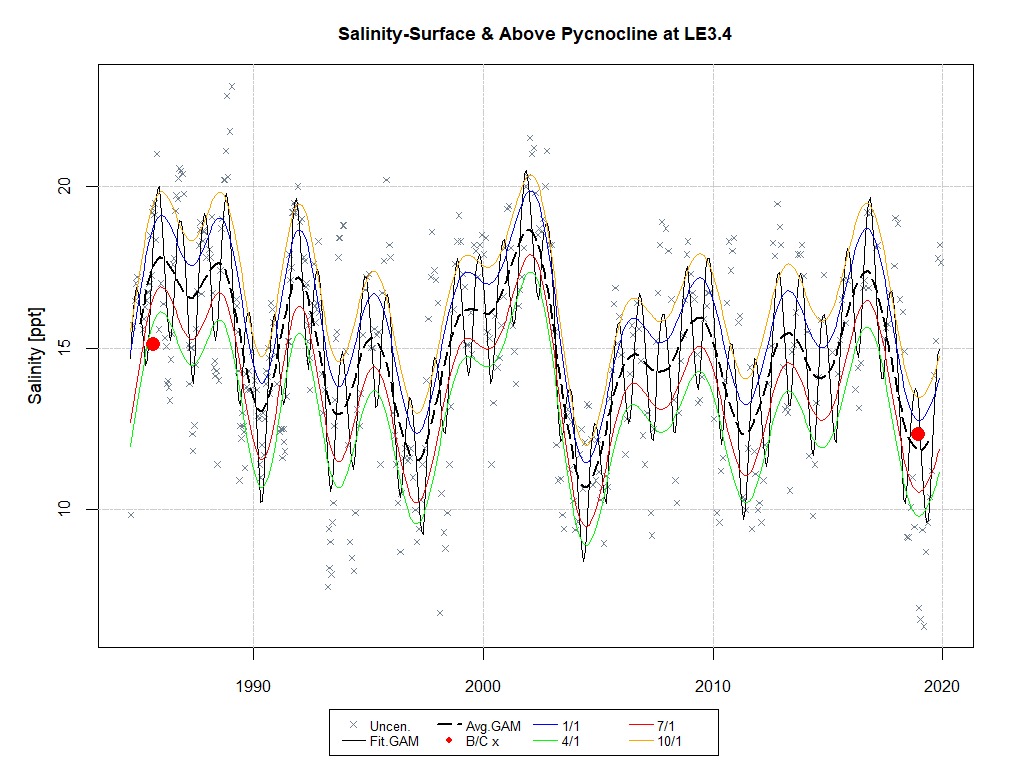 Salinity-Surface & Above Pycnocline at LE3.4
Salinity [ppt]
20
15
10
1990 2000 2010 2020
Uncen. Avg.GAM 1/1 7/1
Fit.GAM B/C x 4/1 10/1